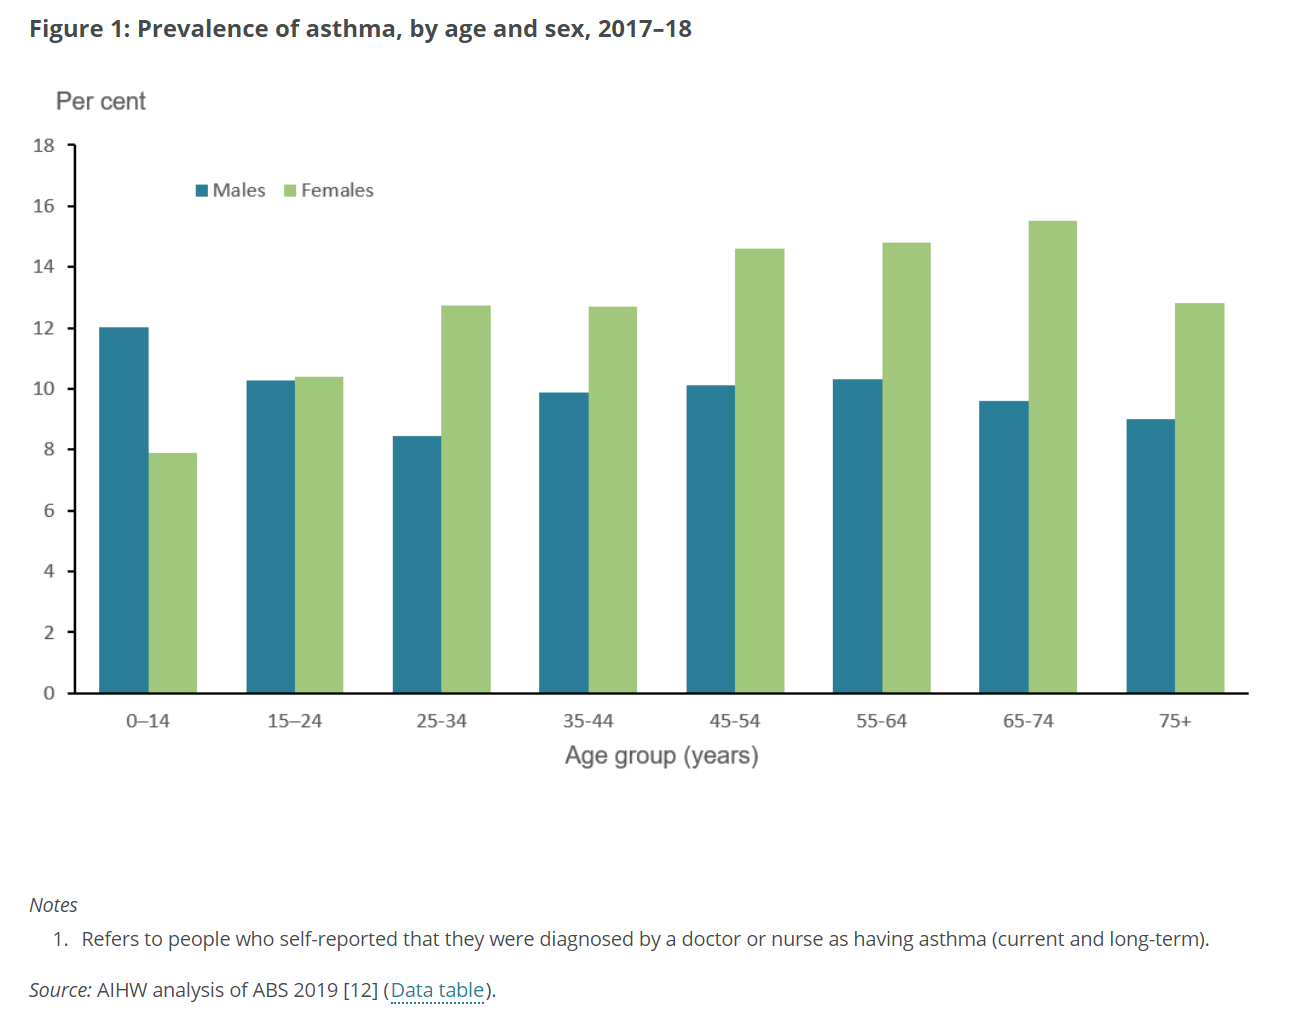 Figure 1: Prevalence of asthma, by age and sex, 2017–18
Per cent
18
Males Females
16
14
12
10
8
6
4
2
0
0–14 15–24 25-34 35-44 45-54 55-64 65-74 75+
Age group (years)
Notes
1. Refers to people who self-reported that they were diagnosed by a doctor or nurse as having asthma (current and long-term).
Source: AIHW analysis of ABS 2019 [12] (Data table).